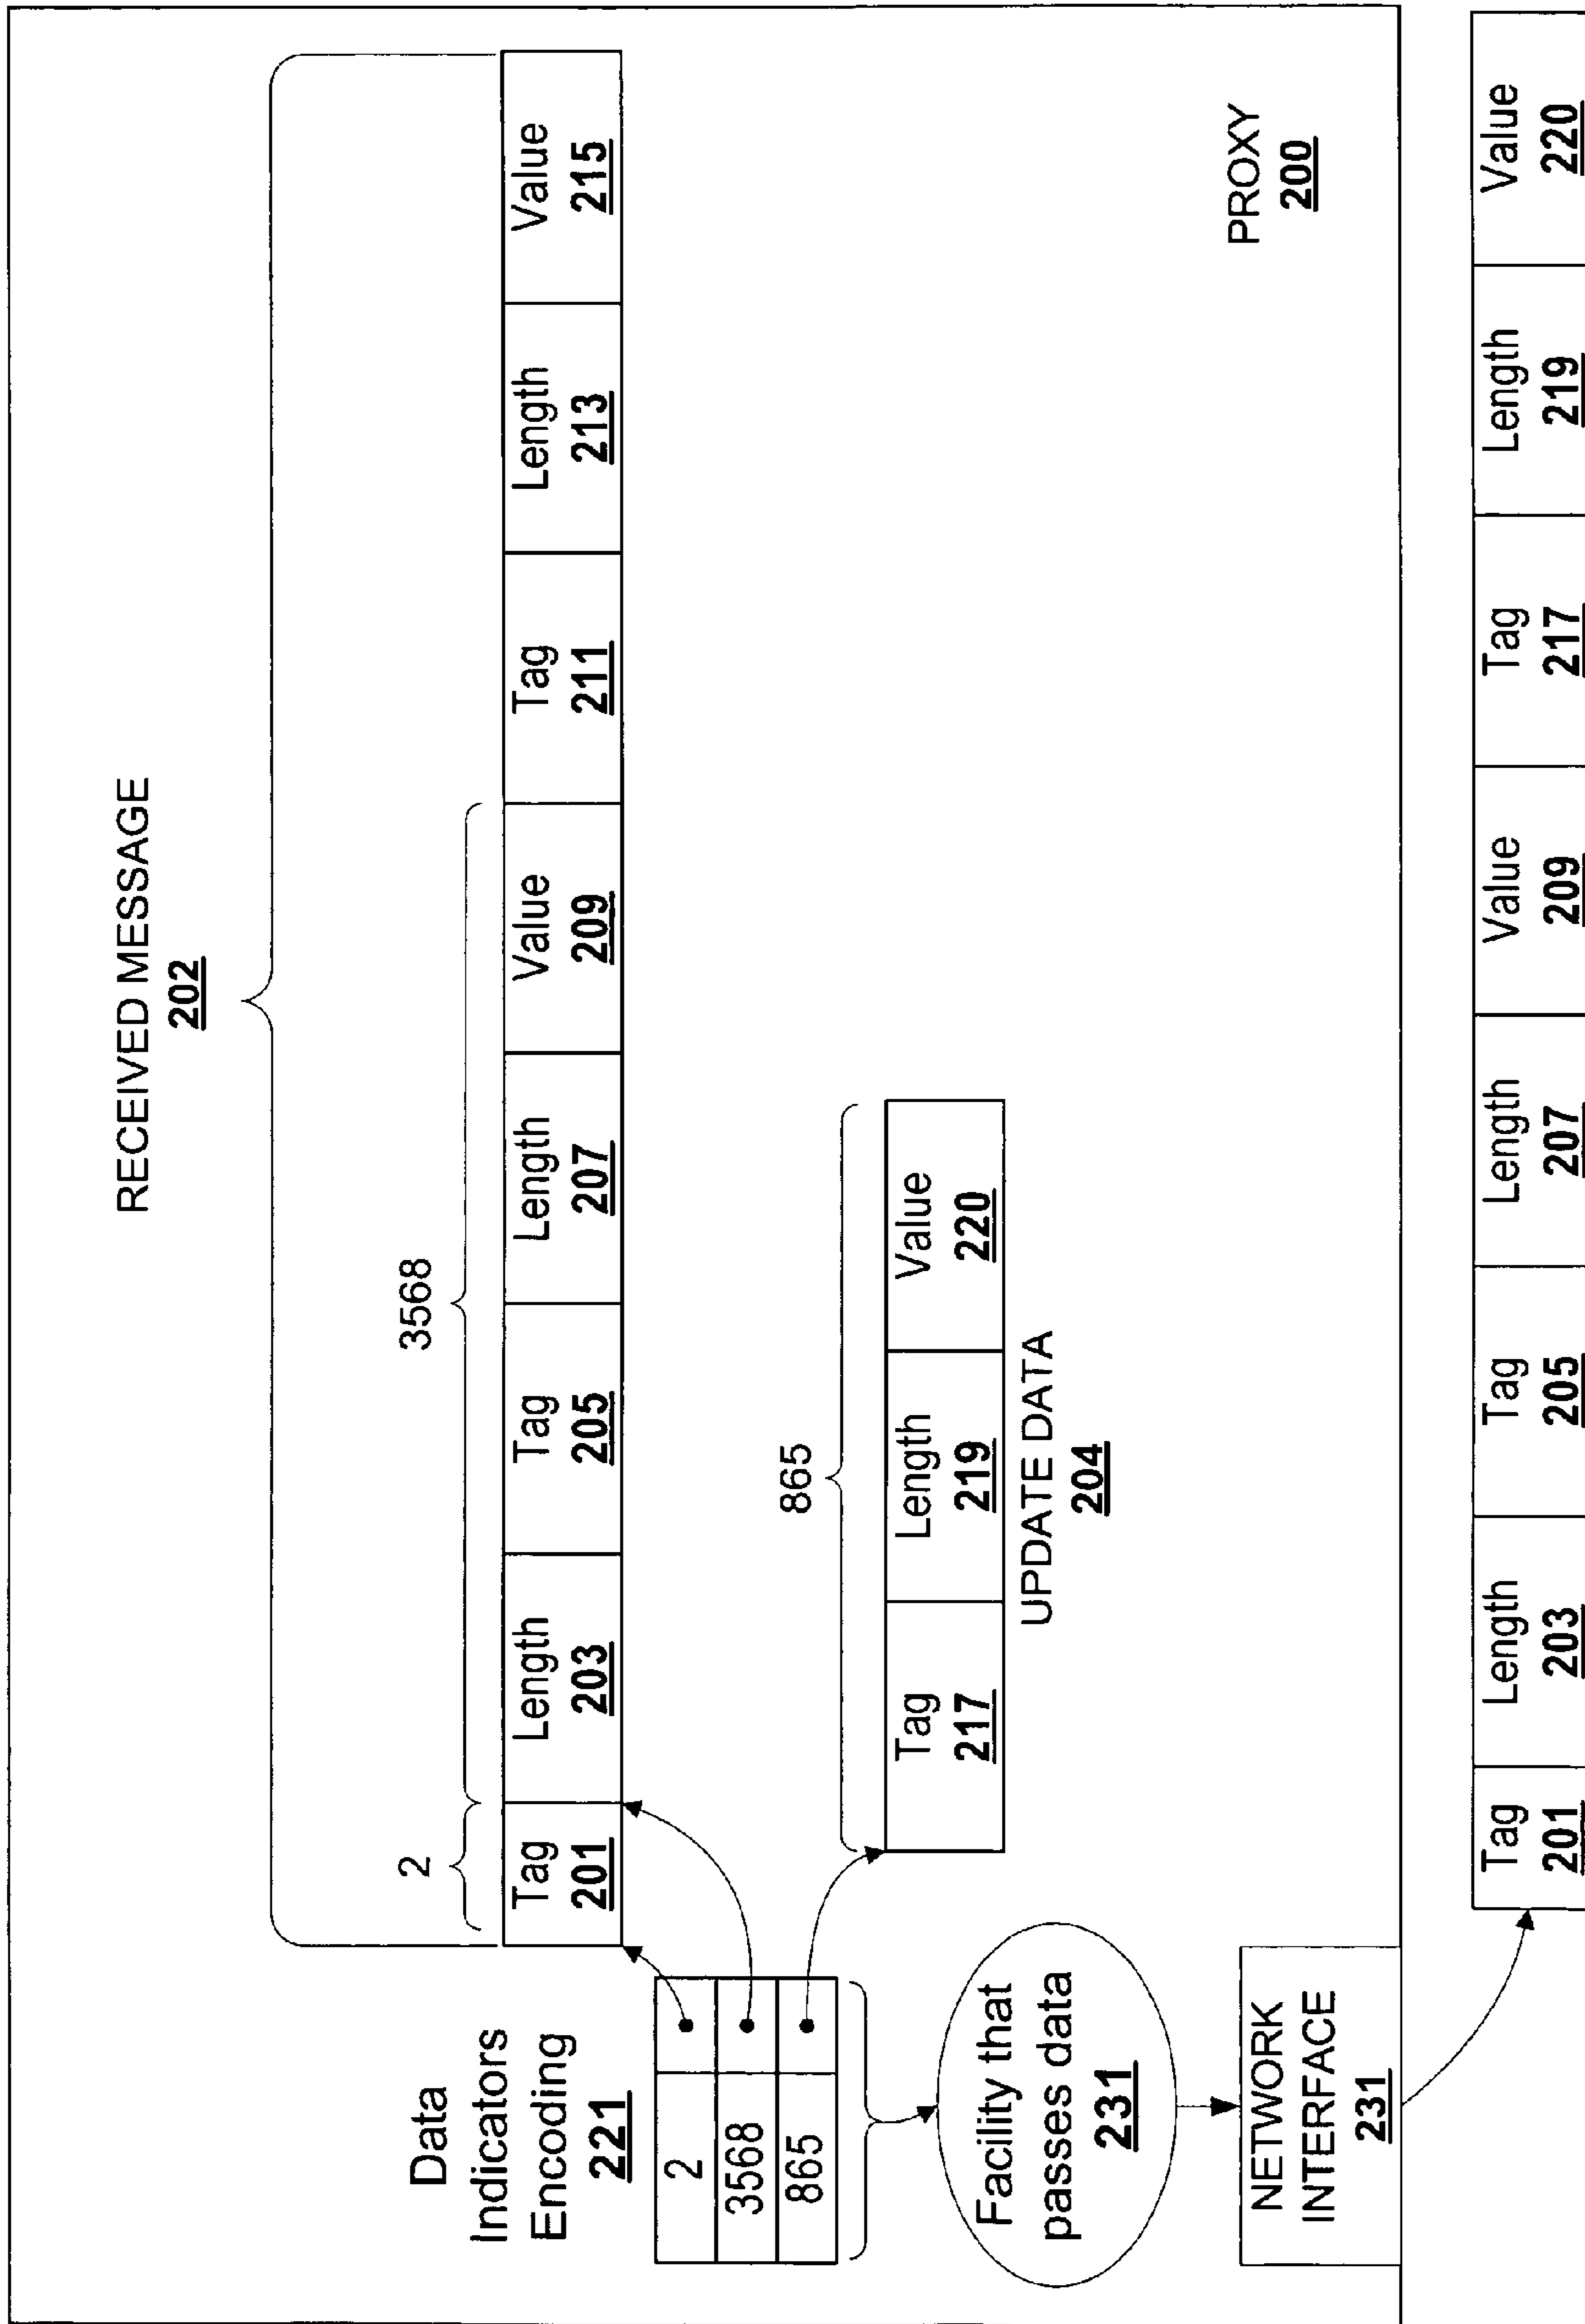 RECEIVED MESSAGE
202
2
3568
Tag
201
Length
203
Tag
205
Length
207
Value
209
Tag
211
Length
213
Value
215
Data
Indicators
Encoding
221
2
3568
865
865
Tag
217
Length
219
Value
220
UPDATE DATA
204
Facility that
passes data
231
NETWORK
INTERFACE
231
PROXY
200
Tag
201
Length
203
Tag
205
Length
207
Value
209
Tag
217
Length
219
Value
220